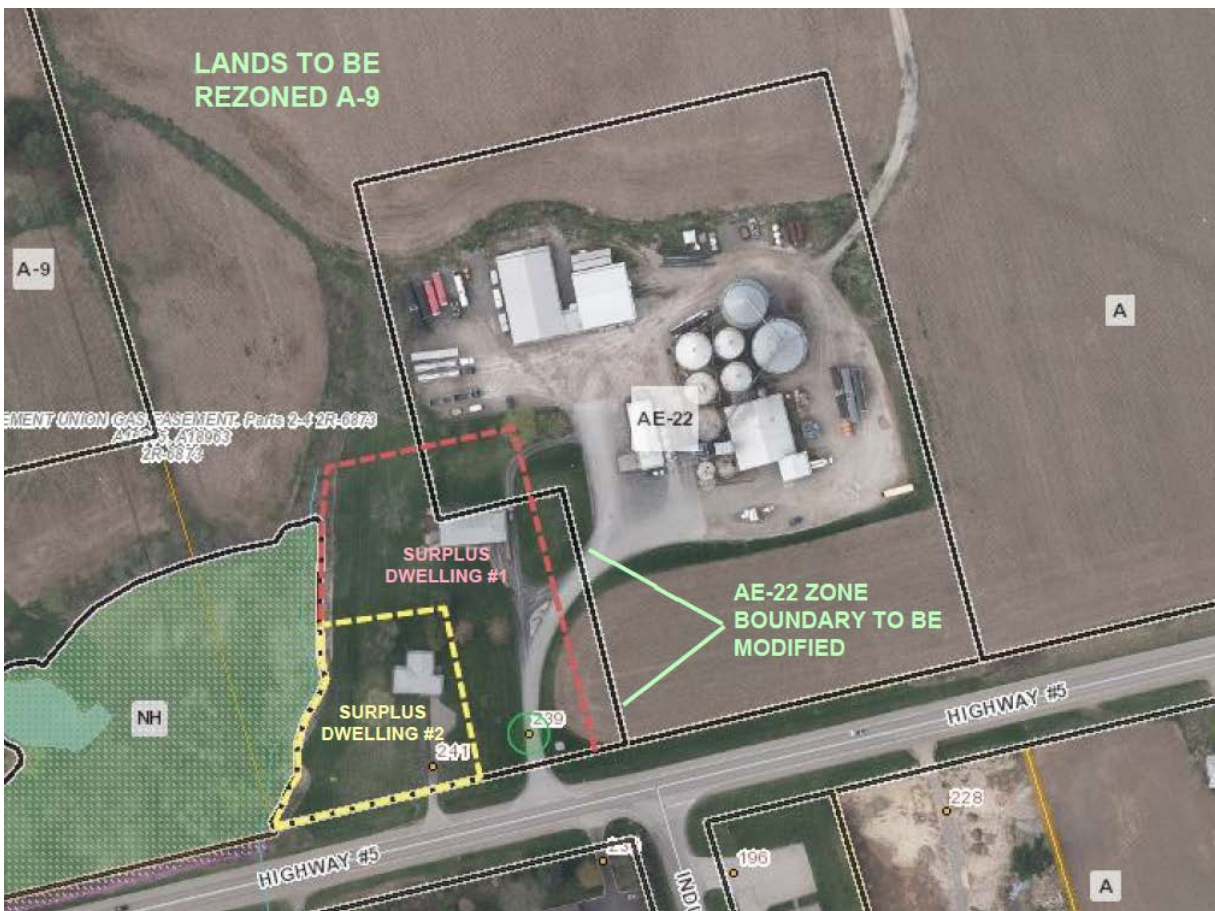 LANDS TO BE
REZONED A-9
A-9
A
AE-22
EMENT UNION GAS EASEMENT: Parts 2-4 2R-6873
A18963
2R-6873
SURPLUS
DWELLING #1
AE-22 ZONE
BOUNDARY TO BE
MODIFIED
NH
SURPLUS
DWELLING #2
239
241
HIGHWAY #5
HIGHWAY #5
228
196
INDU
A